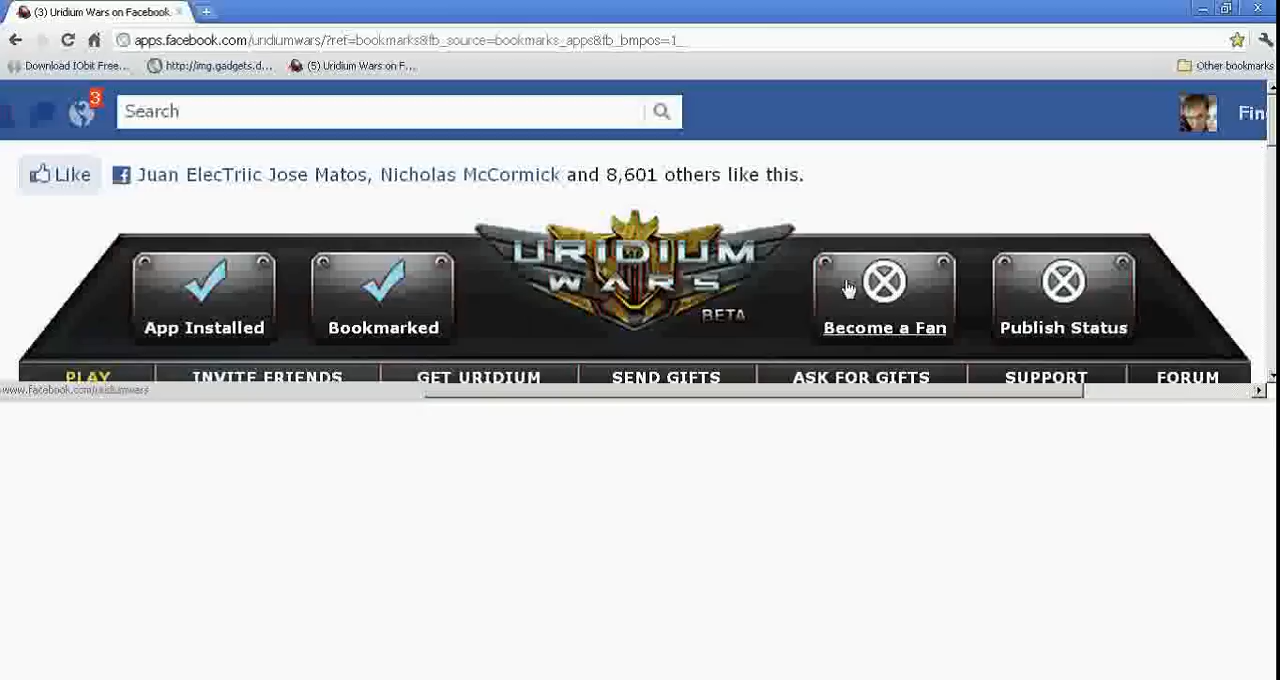 (3) Uridium Wars on Facebook
apps.facebook.com/uridiumwars/?ref=bookmarks&fb_source=bookmarks_apps&fb_bmpos=1_
Download IObit Free...
http://img.gadgets.d...
(5) Uridium Wars on F...
Other bookmarks
3
Search
Fin
Like
Juan ElecTriic Jose Matos, Nicholas McCormick and 8,601 others like this.
URIDIUM
WARS
BETA
App Installed
Bookmarked
Become a Fan
Publish Status
PLAY
INVITE FRIENDS
GET URIDIUM
SEND GIFTS
ASK FOR GIFTS
SUPPORT
FORUM
www.facebook.com/uridiumwars